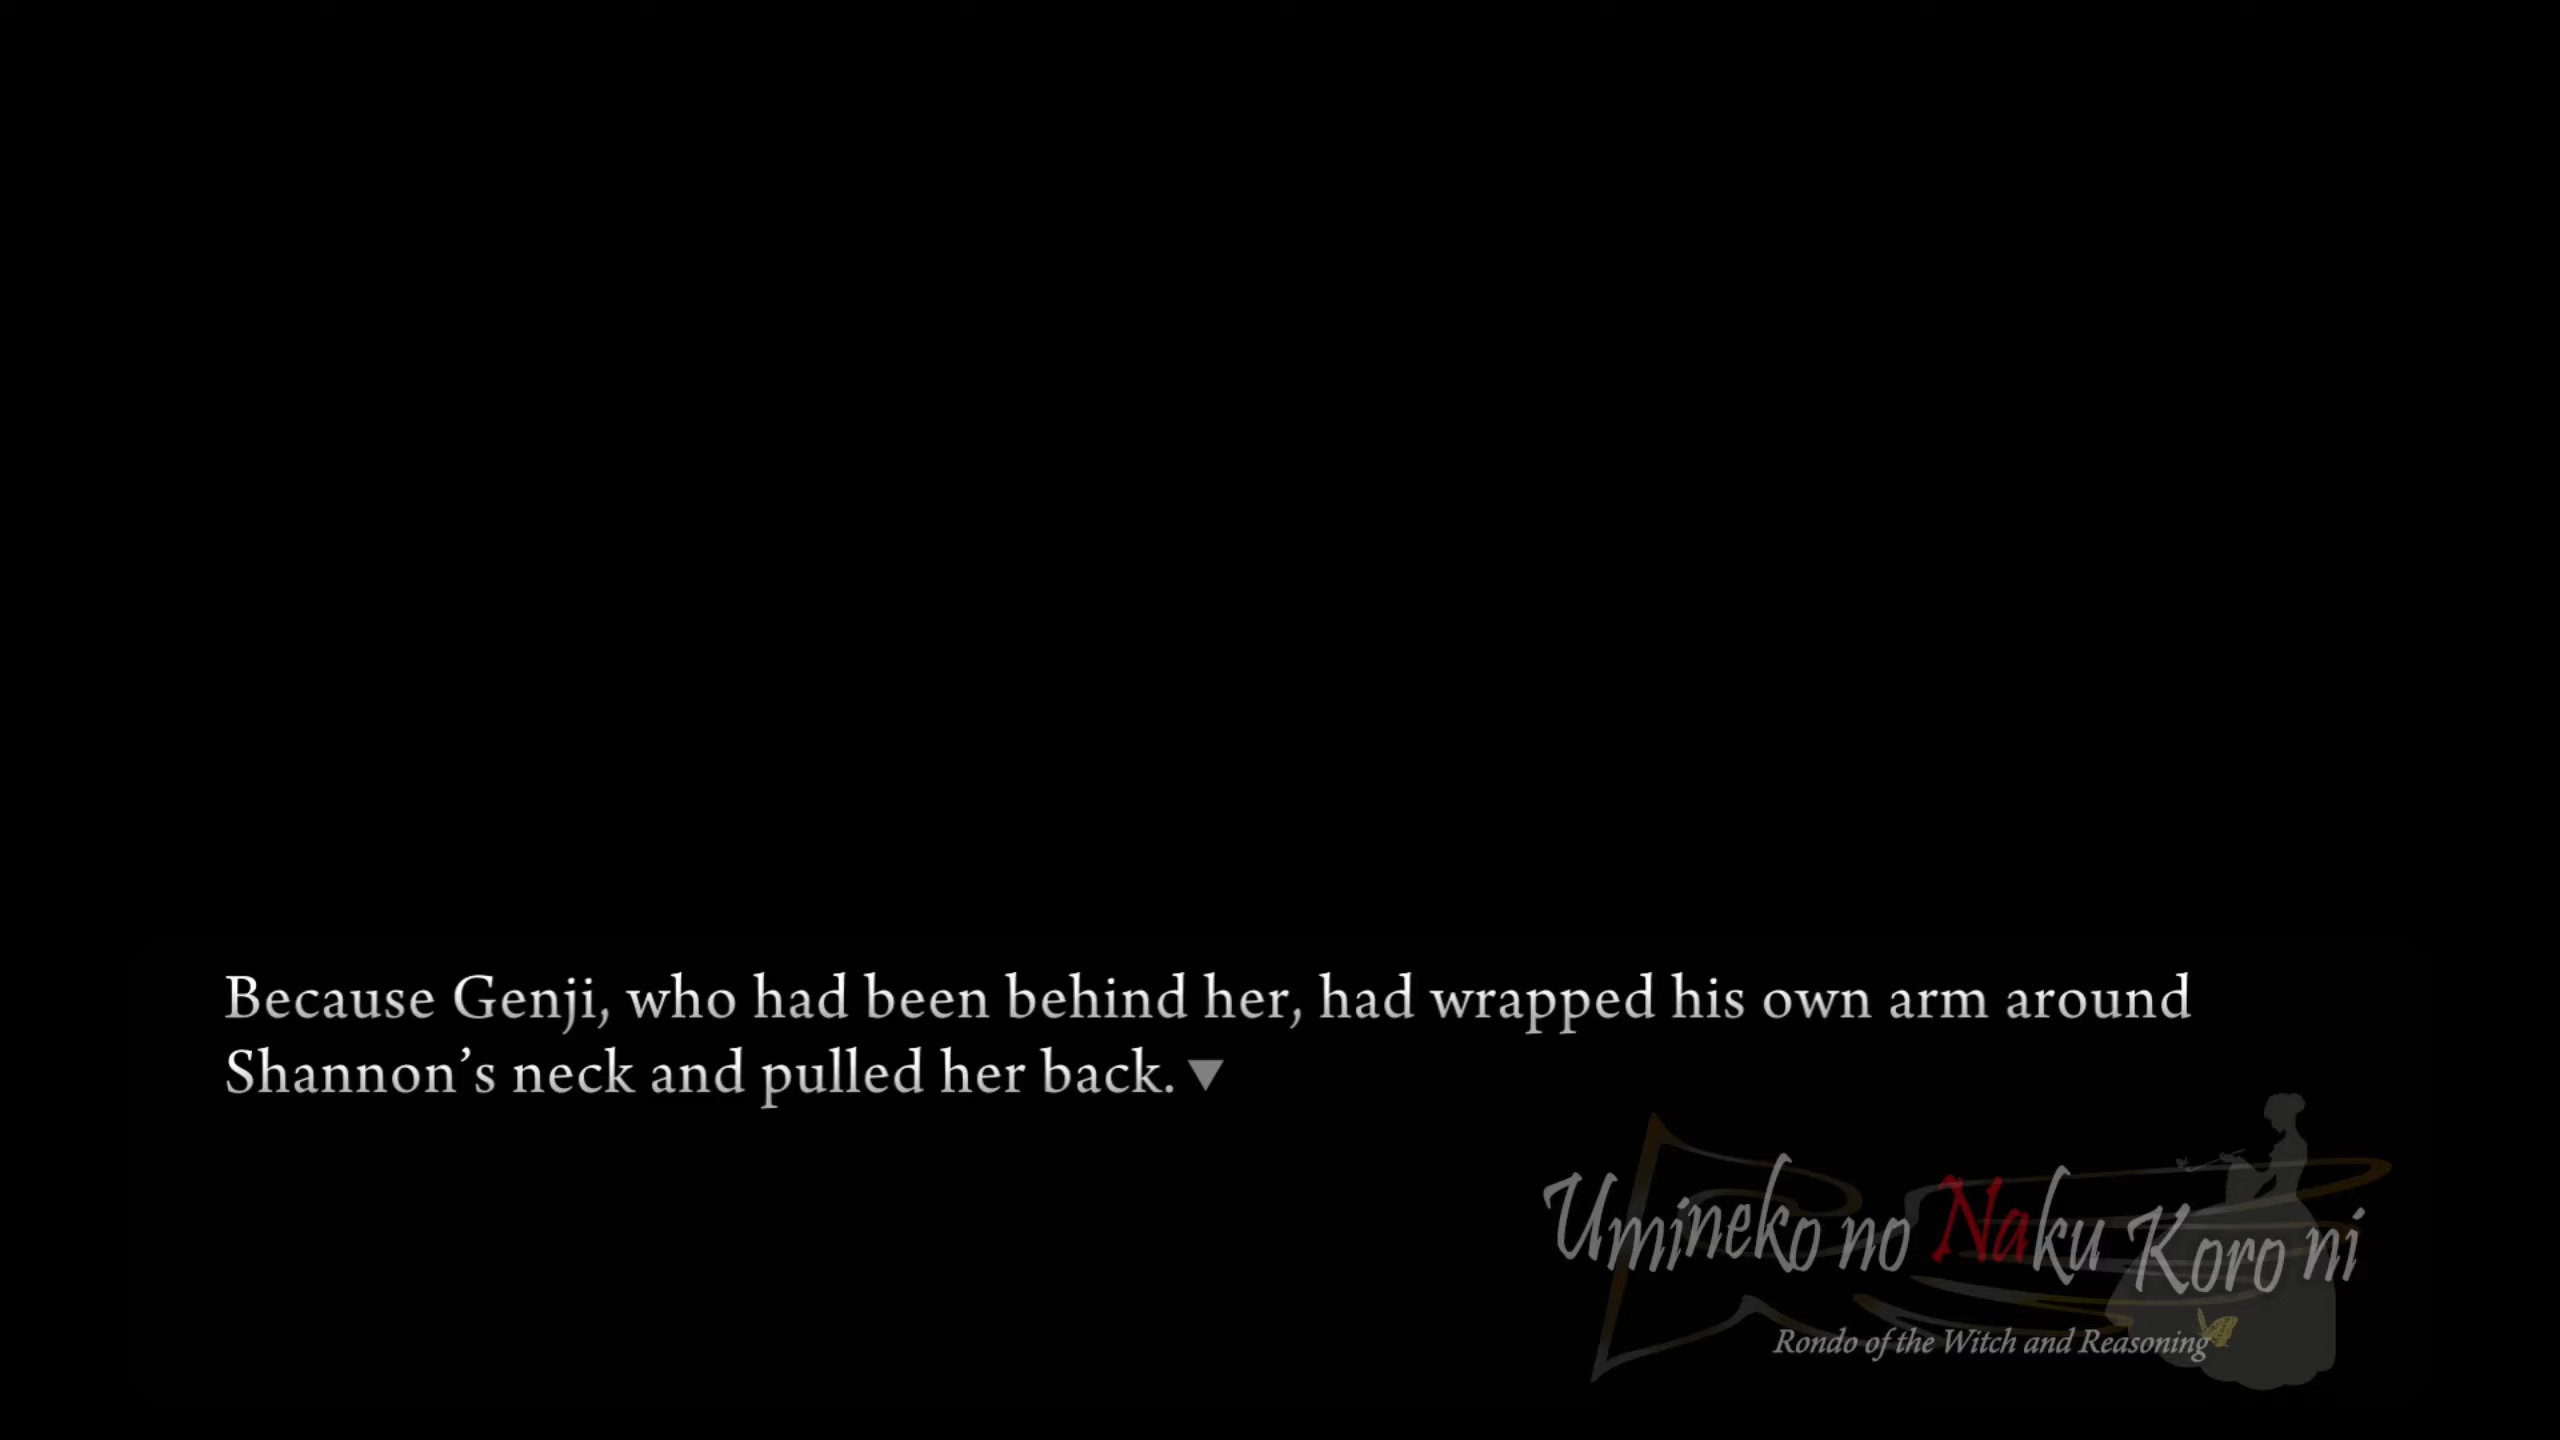 Because Genji, who had been behind her, had wrapped his own arm around
Shannon’s neck and pulled her back.
Umineko no Naku Koro ni
Rondo of the Witch and Reasoning